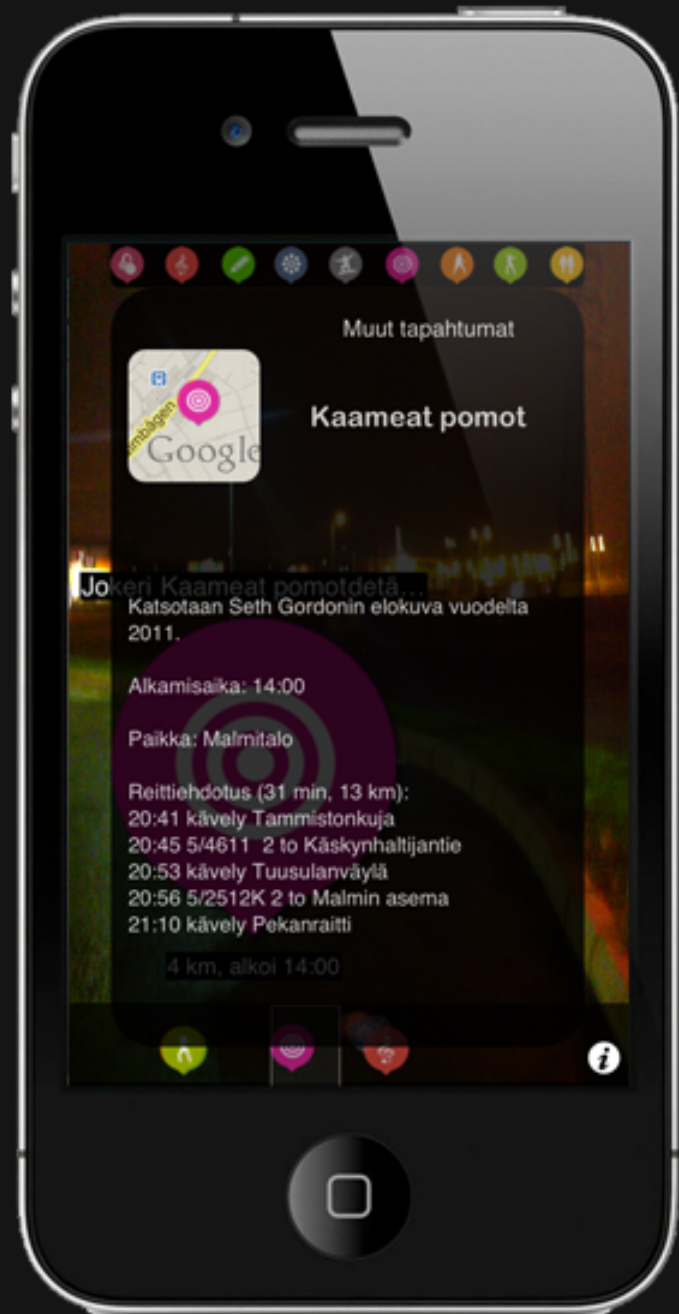 Muut tapahtumat
mbågen
Google
Kaameat pomot
Jokeri Kaameat pomotdetä...
Katsotaan Seth Gordonin elokuva vuodelta
2011.
Alkamisaika: 14:00
Paikka: Malmitalo
Reittiehdotus (31 min, 13 km):
20:41 kävely Tammistonkuja
20:45 5/4611  2 to Käskynhaltijantie
20:53 kävely Tuusulanväylä
20:56 5/2512K 2 to Malmin asema
21:10 kävely Pekanraitti
4 km, alkoi 14:00
i